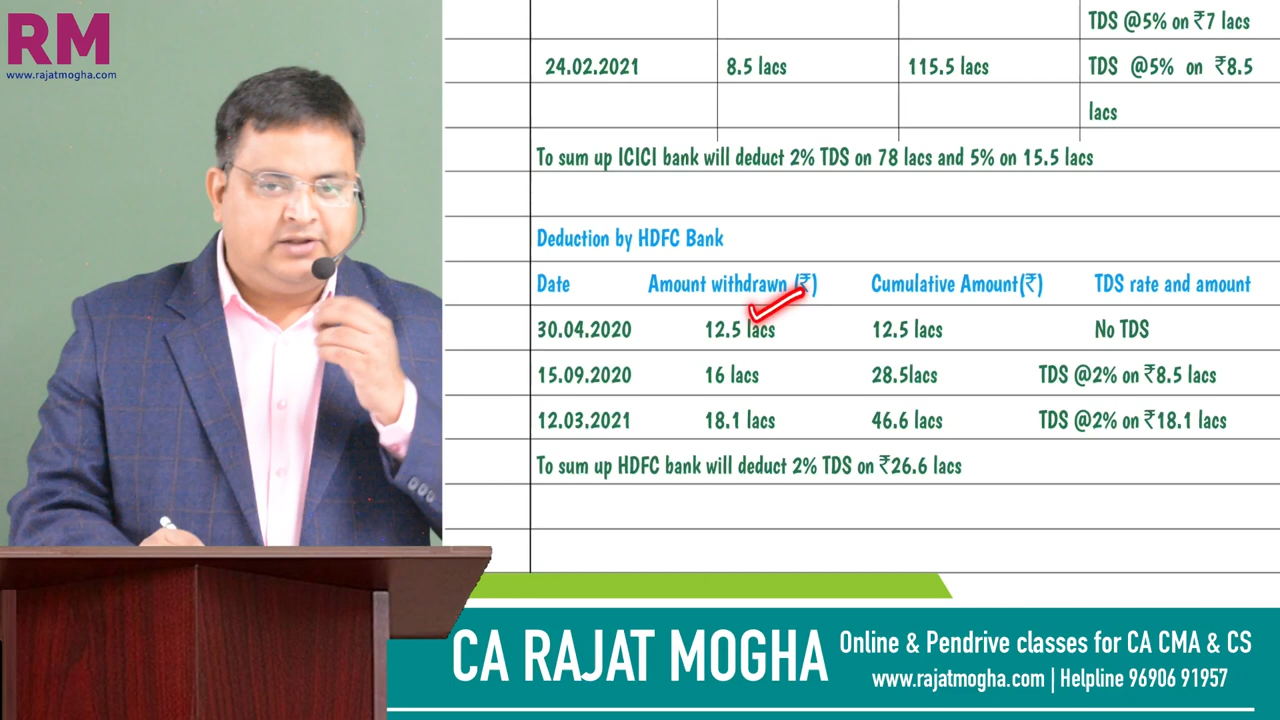 RM
www.rajatmogha.com
TDS @5% on ₹7 lacs
24.02.2021 8.5 lacs 115.5 lacs TDS @5% on ₹8.5
lacs
To sum up ICICI bank will deduct 2% TDS on 78 lacs and 5% on 15.5 lacs
Deduction by HDFC Bank
Date Amount withdrawn (₹) Cumulative Amount(₹) TDS rate and amount
30.04.2020 12.5 lacs 12.5 lacs No TDS
15.09.2020 16 lacs 28.5lacs TDS @2% on ₹8.5 lacs
12.03.2021 18.1 lacs 46.6 lacs TDS @2% on ₹18.1 lacs
To sum up HDFC bank will deduct 2% TDS on ₹26.6 lacs
CA RAJAT MOGHA
Online & Pendrive classes for CA CMA & CS
www.rajatmogha.com | Helpline 96906 91957